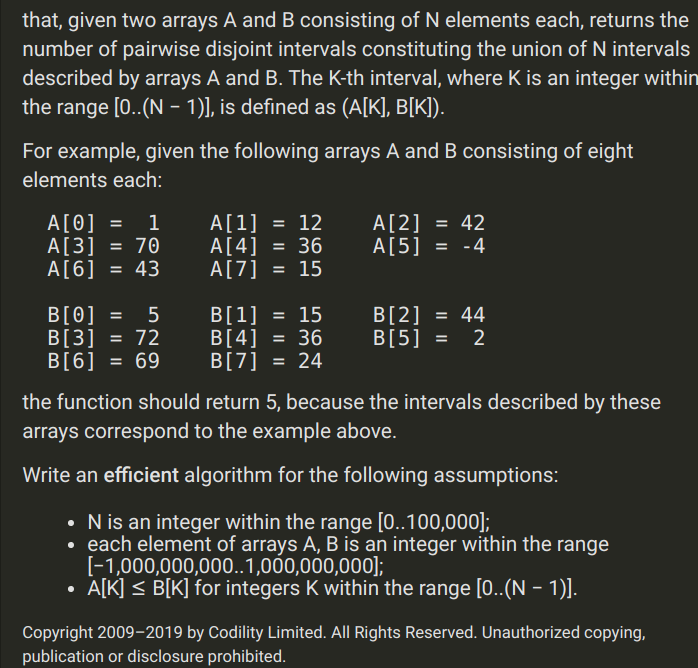 that, given two arrays A and B consisting of N elements each, returns the
number of pairwise disjoint intervals constituting the union of N intervals
described by arrays A and B. The K-th interval, where K is an integer within
the range [0..(N − 1)], is defined as (A[K], B[K]).
For example, given the following arrays A and B consisting of eight
elements each:
A[0] =  1    A[1] = 12    A[2] = 42
A[3] = 70    A[4] = 36    A[5] = -4
A[6] = 43    A[7] = 15
B[0] =  5    B[1] = 15    B[2] = 44
B[3] = 72    B[4] = 36    B[5] =  2
B[6] = 69    B[7] = 24
the function should return 5, because the intervals described by these
arrays correspond to the example above.
Write an efficient algorithm for the following assumptions:
• N is an integer within the range [0..100,000];
• each element of arrays A, B is an integer within the range
[−1,000,000,000..1,000,000,000];
• A[K] ≤ B[K] for integers K within the range [0..(N − 1)].
Copyright 2009–2019 by Codility Limited. All Rights Reserved. Unauthorized copying,
publication or disclosure prohibited.